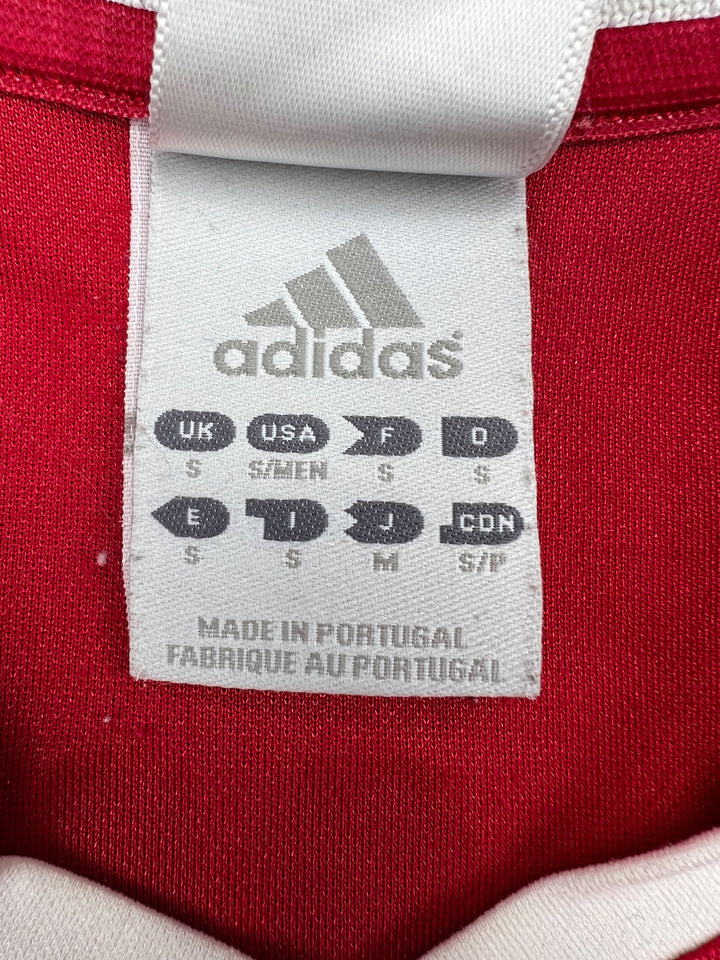 adidas
UK USA F D
S S/MEN S S
E I J CDN
S S M S/P
MADE IN PORTUGAL
FABRIQUE AU PORTUGAL